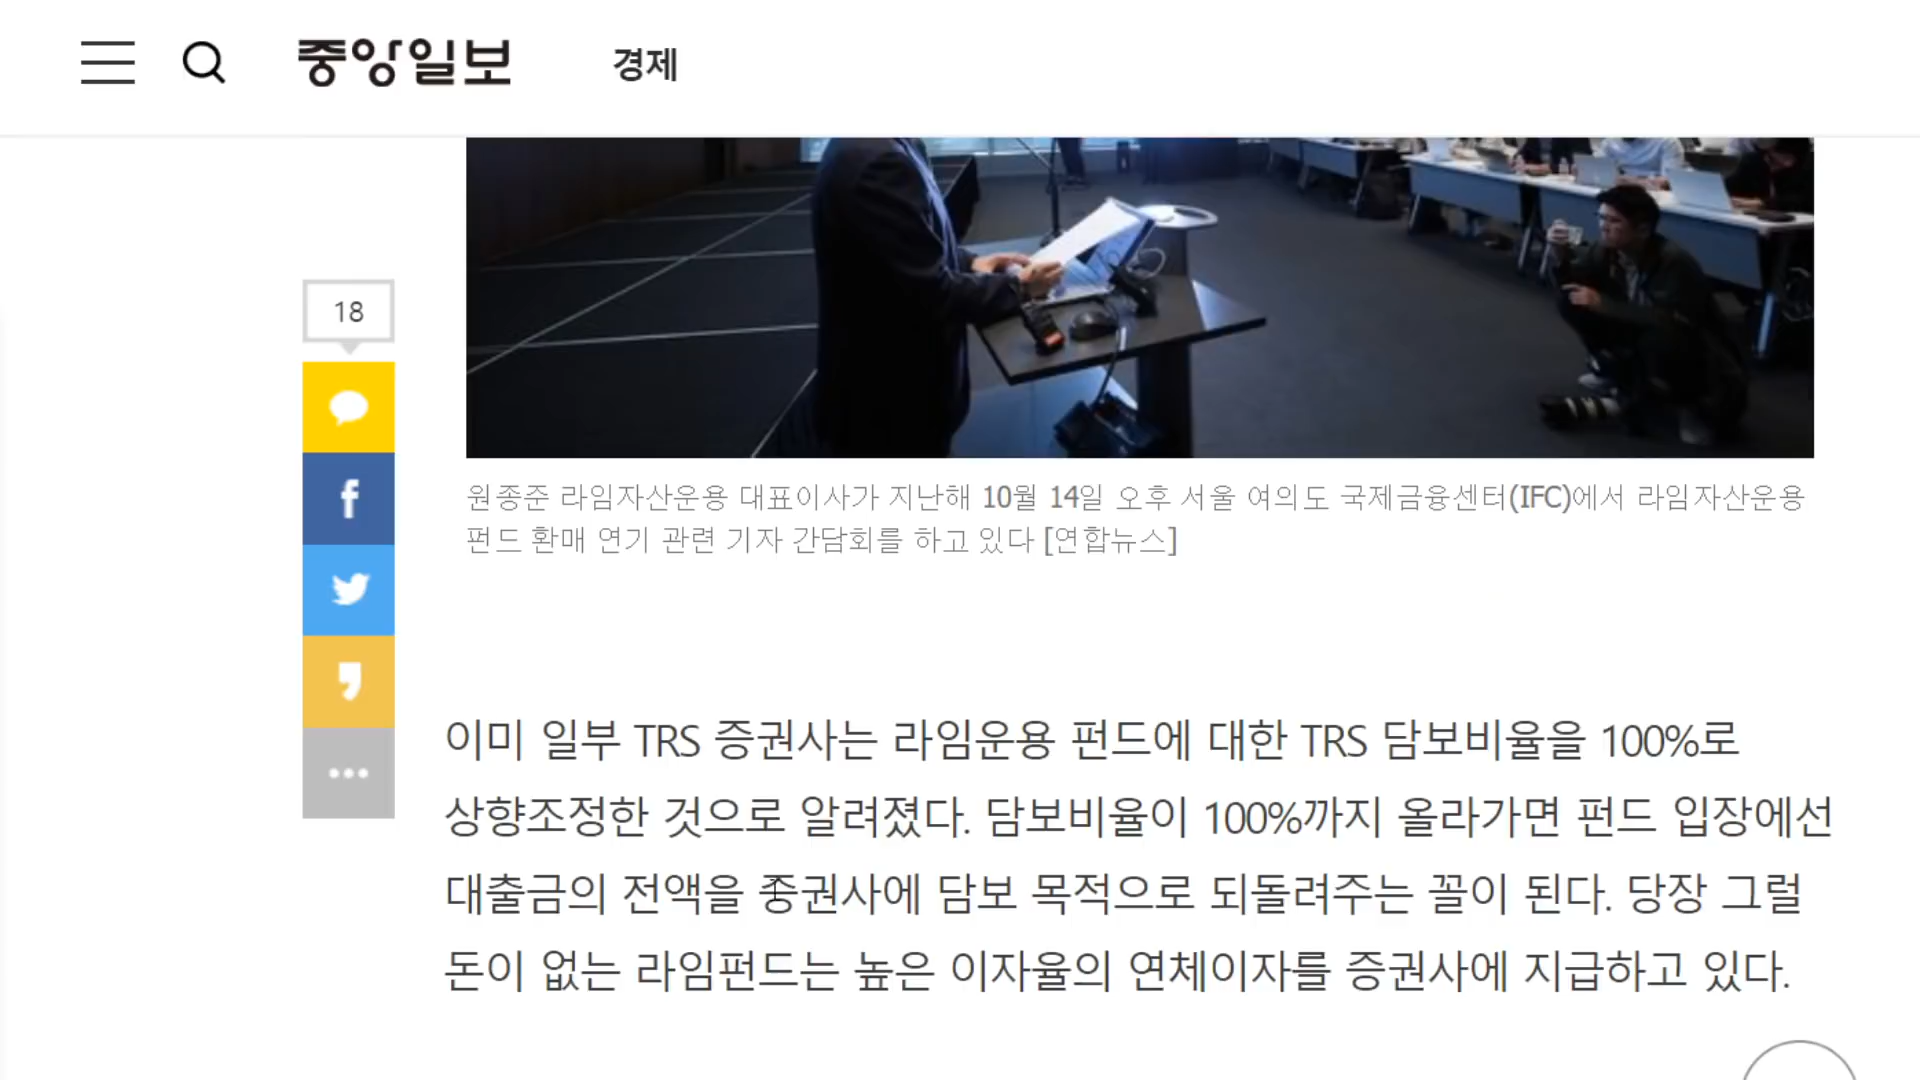 중앙일보 경제
18
원종준 라임자산운용 대표이사가 지난해 10월 14일 오후 서울 여의도 국제금융센터(IFC)에서 라임자산운용
펀드 환매 연기 관련 기자 간담회를 하고 있다 [연합뉴스]
이미 일부 TRS 증권사는 라임운용 펀드에 대한 TRS 담보비율을 100%로
상향조정한 것으로 알려졌다. 담보비율이 100%까지 올라가면 펀드 입장에선
대출금의 전액을 증권사에 담보 목적으로 되돌려주는 꼴이 된다. 당장 그럴
돈이 없는 라임펀드는 높은 이자율의 연체이자를 증권사에 지급하고 있다.